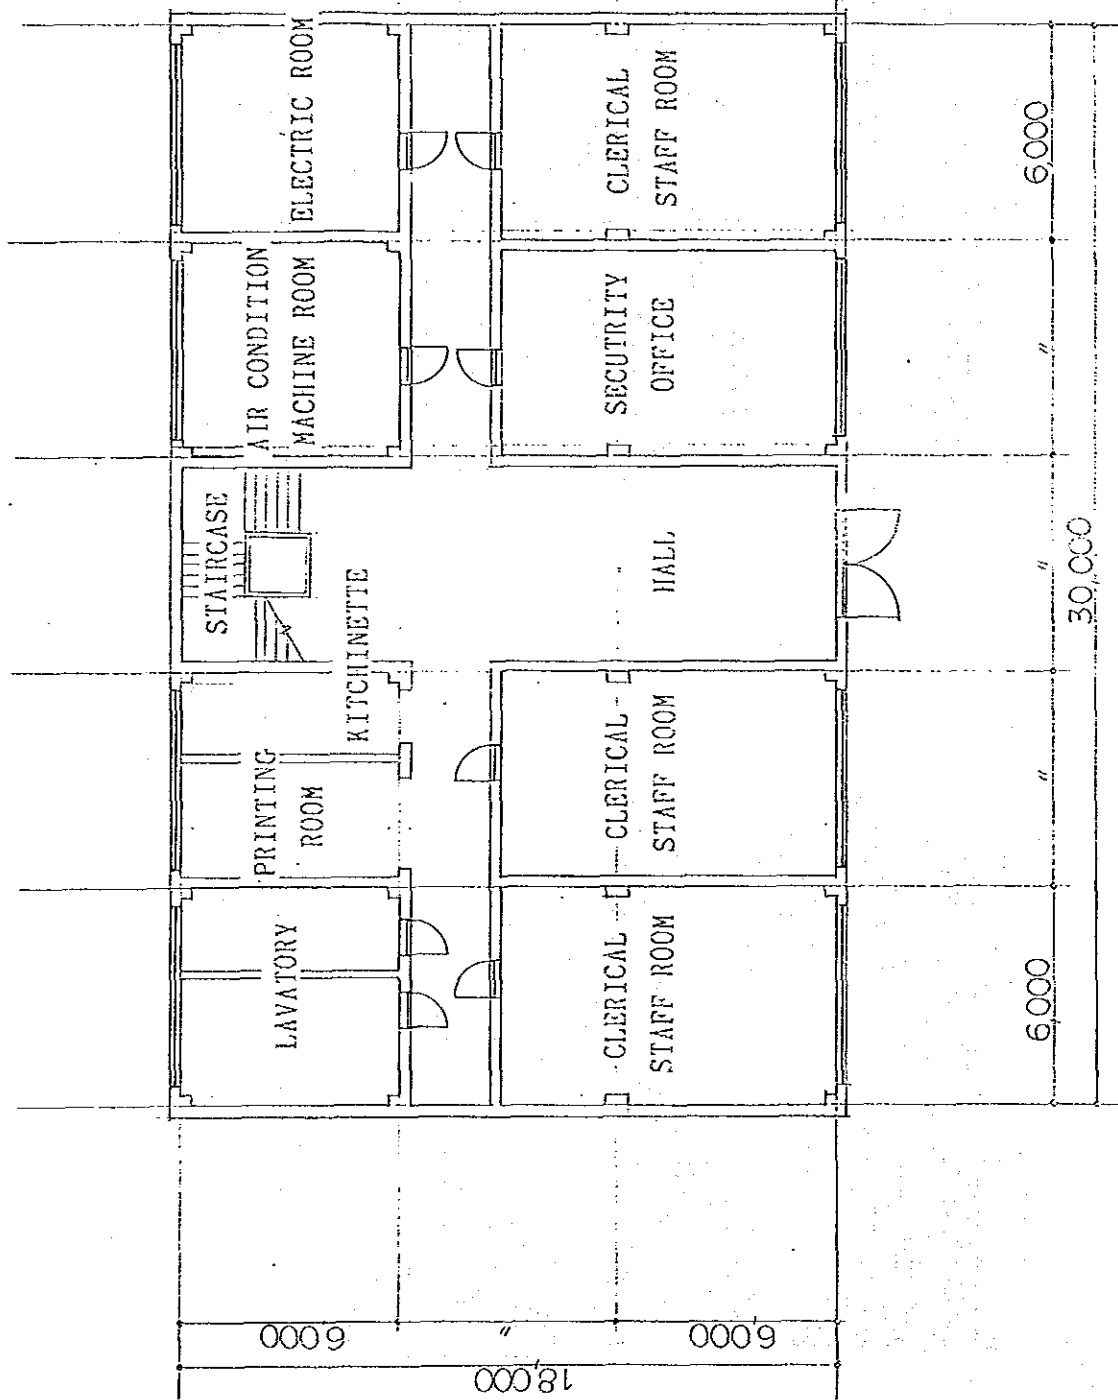 LAVATORY
PRINTING
ROOM
KITCHINETTE
STAIRCASE
AIR CONDITION
MACHINE ROOM
ELECTRIC ROOM
CLERICAL
STAFF ROOM
CLERICAL
STAFF ROOM
HALL
SECUTRITY
OFFICE
CLERICAL
STAFF ROOM
6,000
"
6,000
18,000
6,000
"
"
"
6,000
30,000